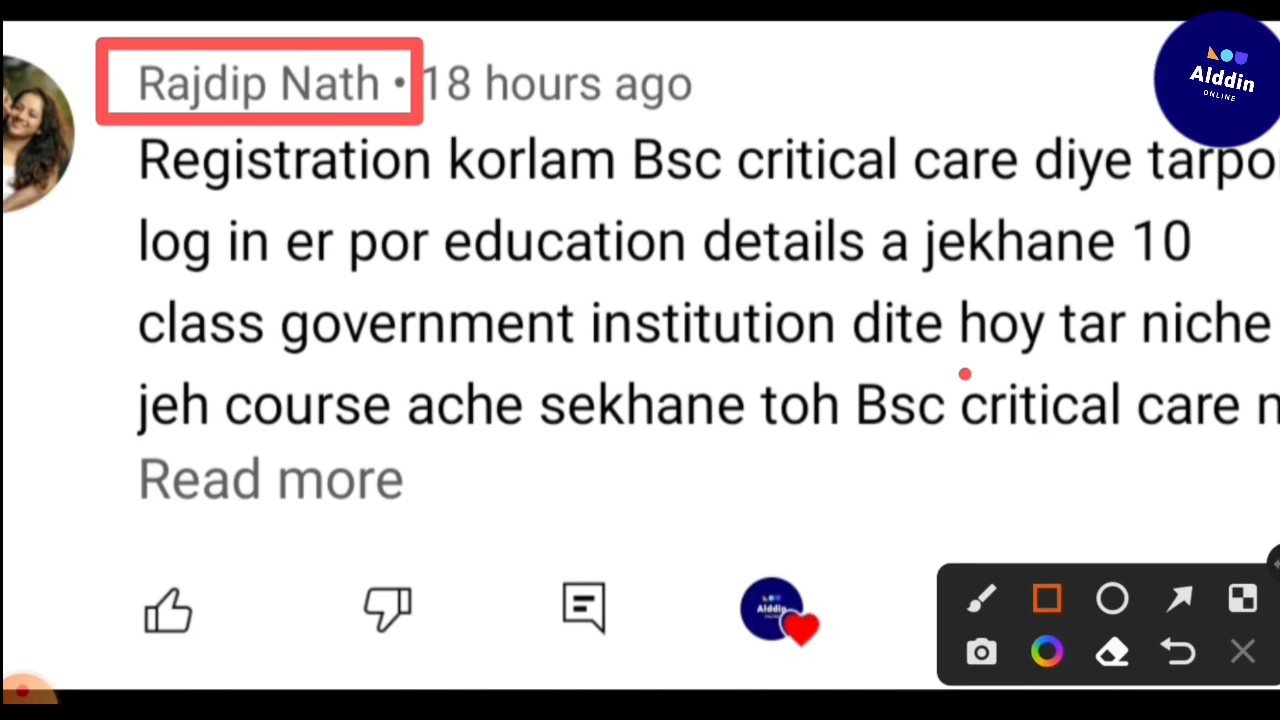 Rajdip Nath • 18 hours ago
Alddin
ONLINE
Registration korlam Bsc critical care diye
log in er por education details a jekhane 10
class government institution dite hoy tar niche
jeh course ache sekhane toh Bsc critical care
Read more
Alddin